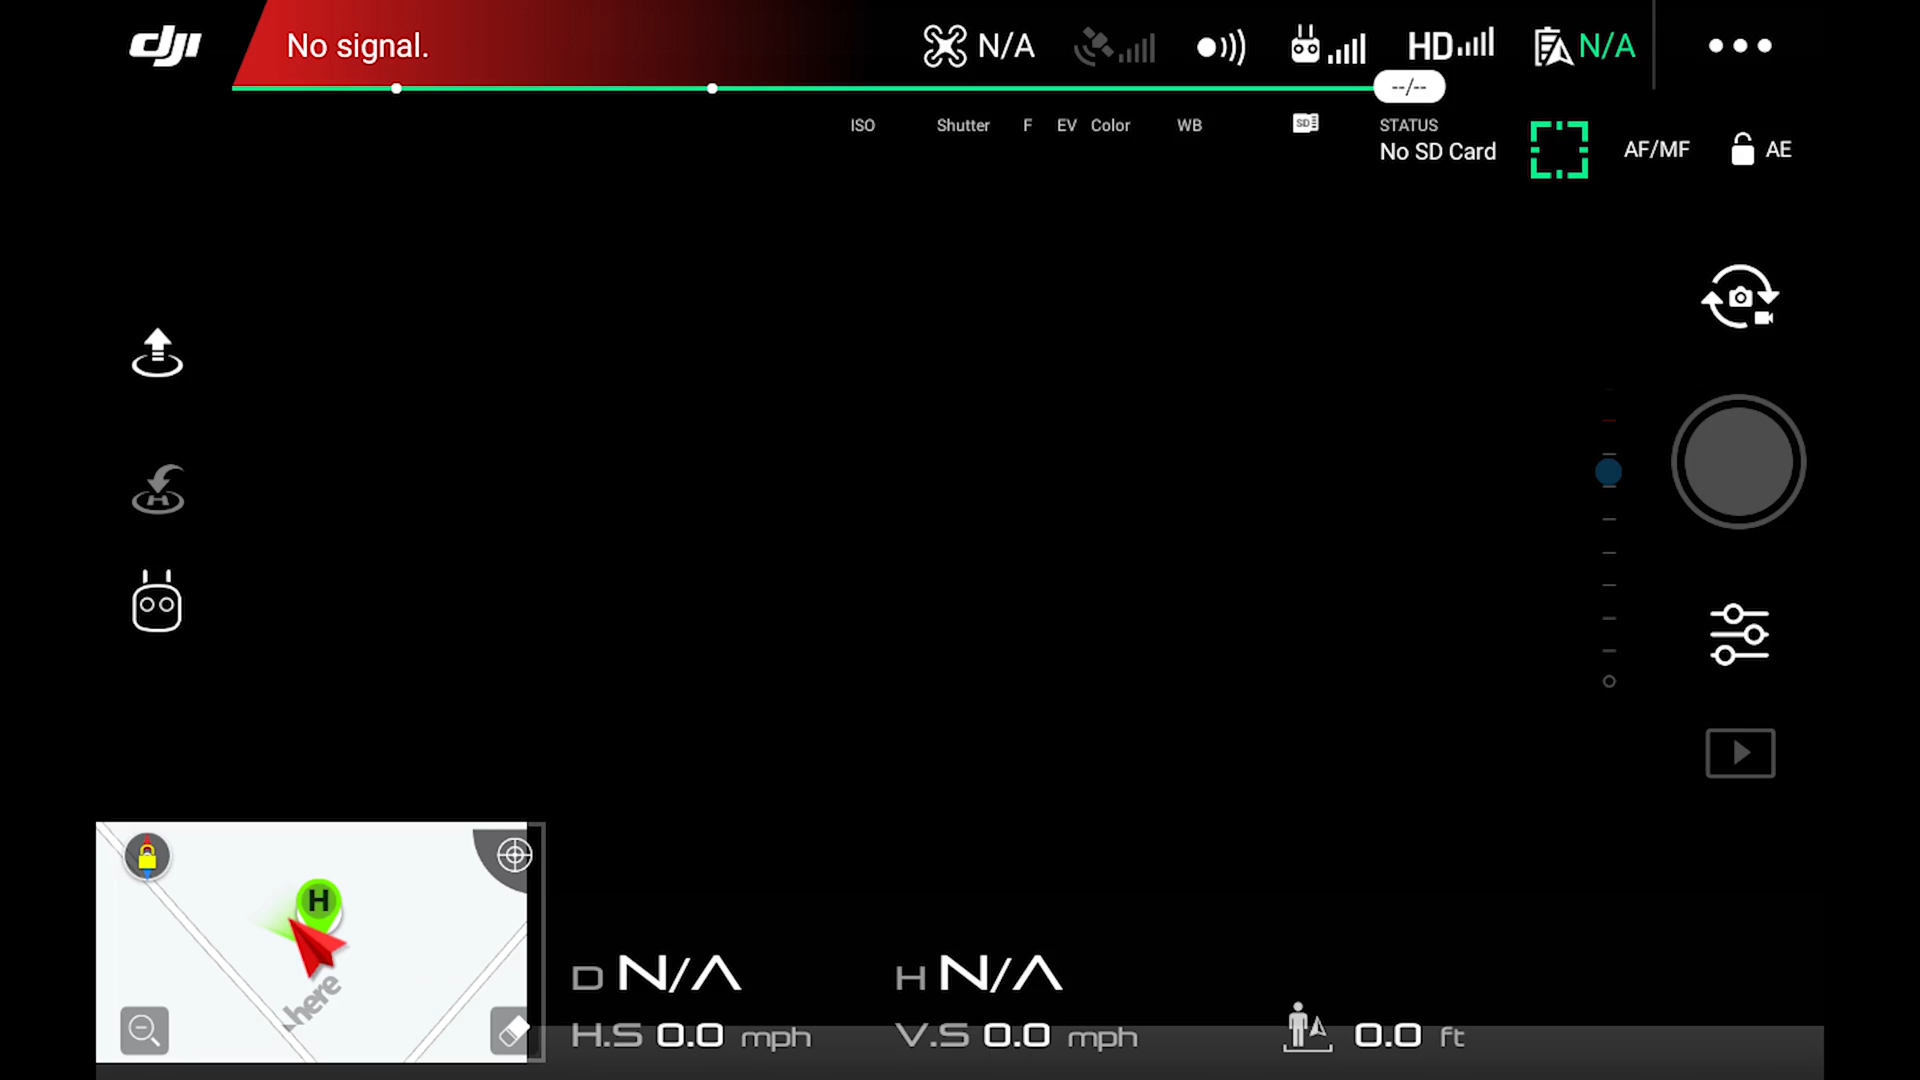 dji No signal. N/A HD N/A
--/--
ISO Shutter F EV Color WB SD STATUS
No SD Card AF/MF AE
H
here
D N/A H N/A
H.S 0.0 mph V.S 0.0 mph 0.0 ft